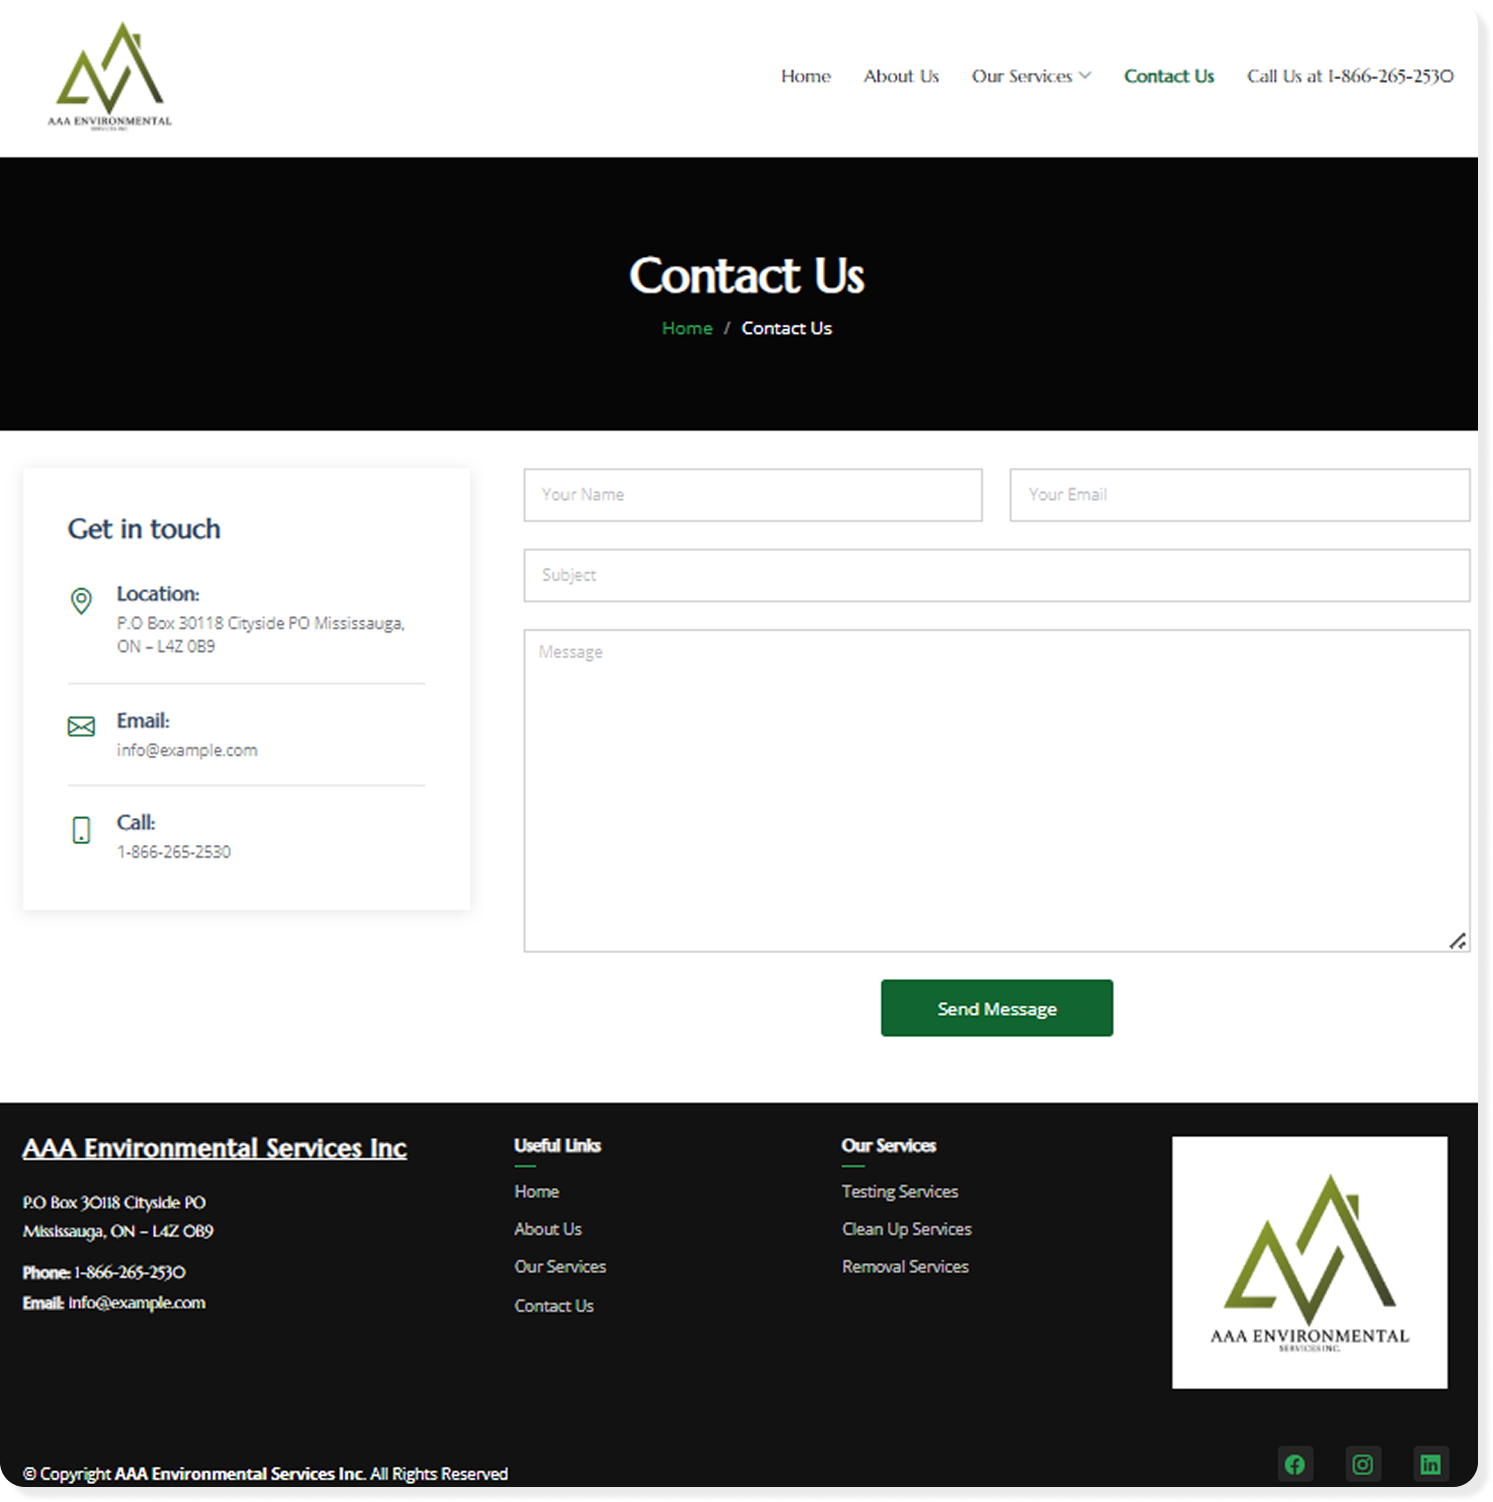 AAA ENVIRONMENTAL
SERVICES INC.
Home About Us Our Services Contact Us Call Us at 1-866-265-2530
Contact Us
Home / Contact Us
Get in touch
Location:
P.O Box 30118 Cityside PO Mississauga,
ON – L4Z 0B9
Email:
info@example.com
Call:
1-866-265-2530
Your Name
Your Email
Subject
Message
Send Message
AAA Environmental Services Inc
P.O Box 30118 Cityside PO
Mississauga, ON – L4Z 0B9
Phone: 1-866-265-2530
Email: info@example.com
Useful Links
Home
About Us
Our Services
Contact Us
Our Services
Testing Services
Clean Up Services
Removal Services
AAA ENVIRONMENTAL
SERVICES INC.
© Copyright AAA Environmental Services Inc. All Rights Reserved